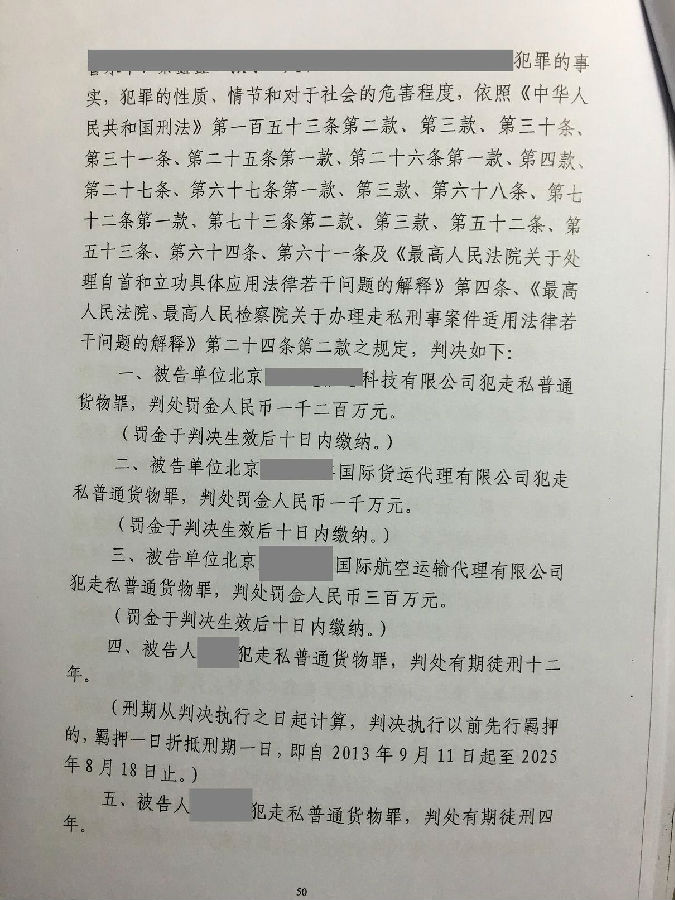 犯罪的事
实，犯罪的性质、情节和对于社会的危害程度，依照《中华人
民共和国刑法》第一百五十三条第二款、第三款、第三十条、
第三十一条、第二十五条第一款、第二十六条第一款、第四款、
第二十七条、第六十七条第一款、第三款、第六十八条、第七
十二条第一款、第七十三条第二款、第三款、第五十二条、第
五十三条、第六十四条、第六十一条及《最高人民法院关于处
理自首和立功具体应用法律若干问题的解释》第四条、《最高
人民法院、最高人民检察院关于办理走私刑事案件适用法律若
干问题的解释》第二十四条第二款之规定，判决如下：
一、被告单位北京科技有限公司犯走私普通
货物罪，判处罚金人民币一千二百万元。
（罚金于判决生效后十日内缴纳。）
二、被告单位北京国际货运代理有限公司犯走
私普通货物罪，判处罚金人民币一千万元。
（罚金于判决生效后十日内缴纳。）
三、被告单位北京国际航空运输代理有限公司
犯走私普通货物罪，判处罚金人民币三百万元。
（罚金于判决生效后十日内缴纳。）
四、被告人犯走私普通货物罪，判处有期徒刑十二
年。
（刑期从判决执行之日起计算，判决执行以前先行羁押
的，羁押一日折抵刑期一日，即自 2013 年 9 月 11 日起至 2025
年 8 月 18 日止。）
五、被告人犯走私普通货物罪，判处有期徒刑四
年。
50